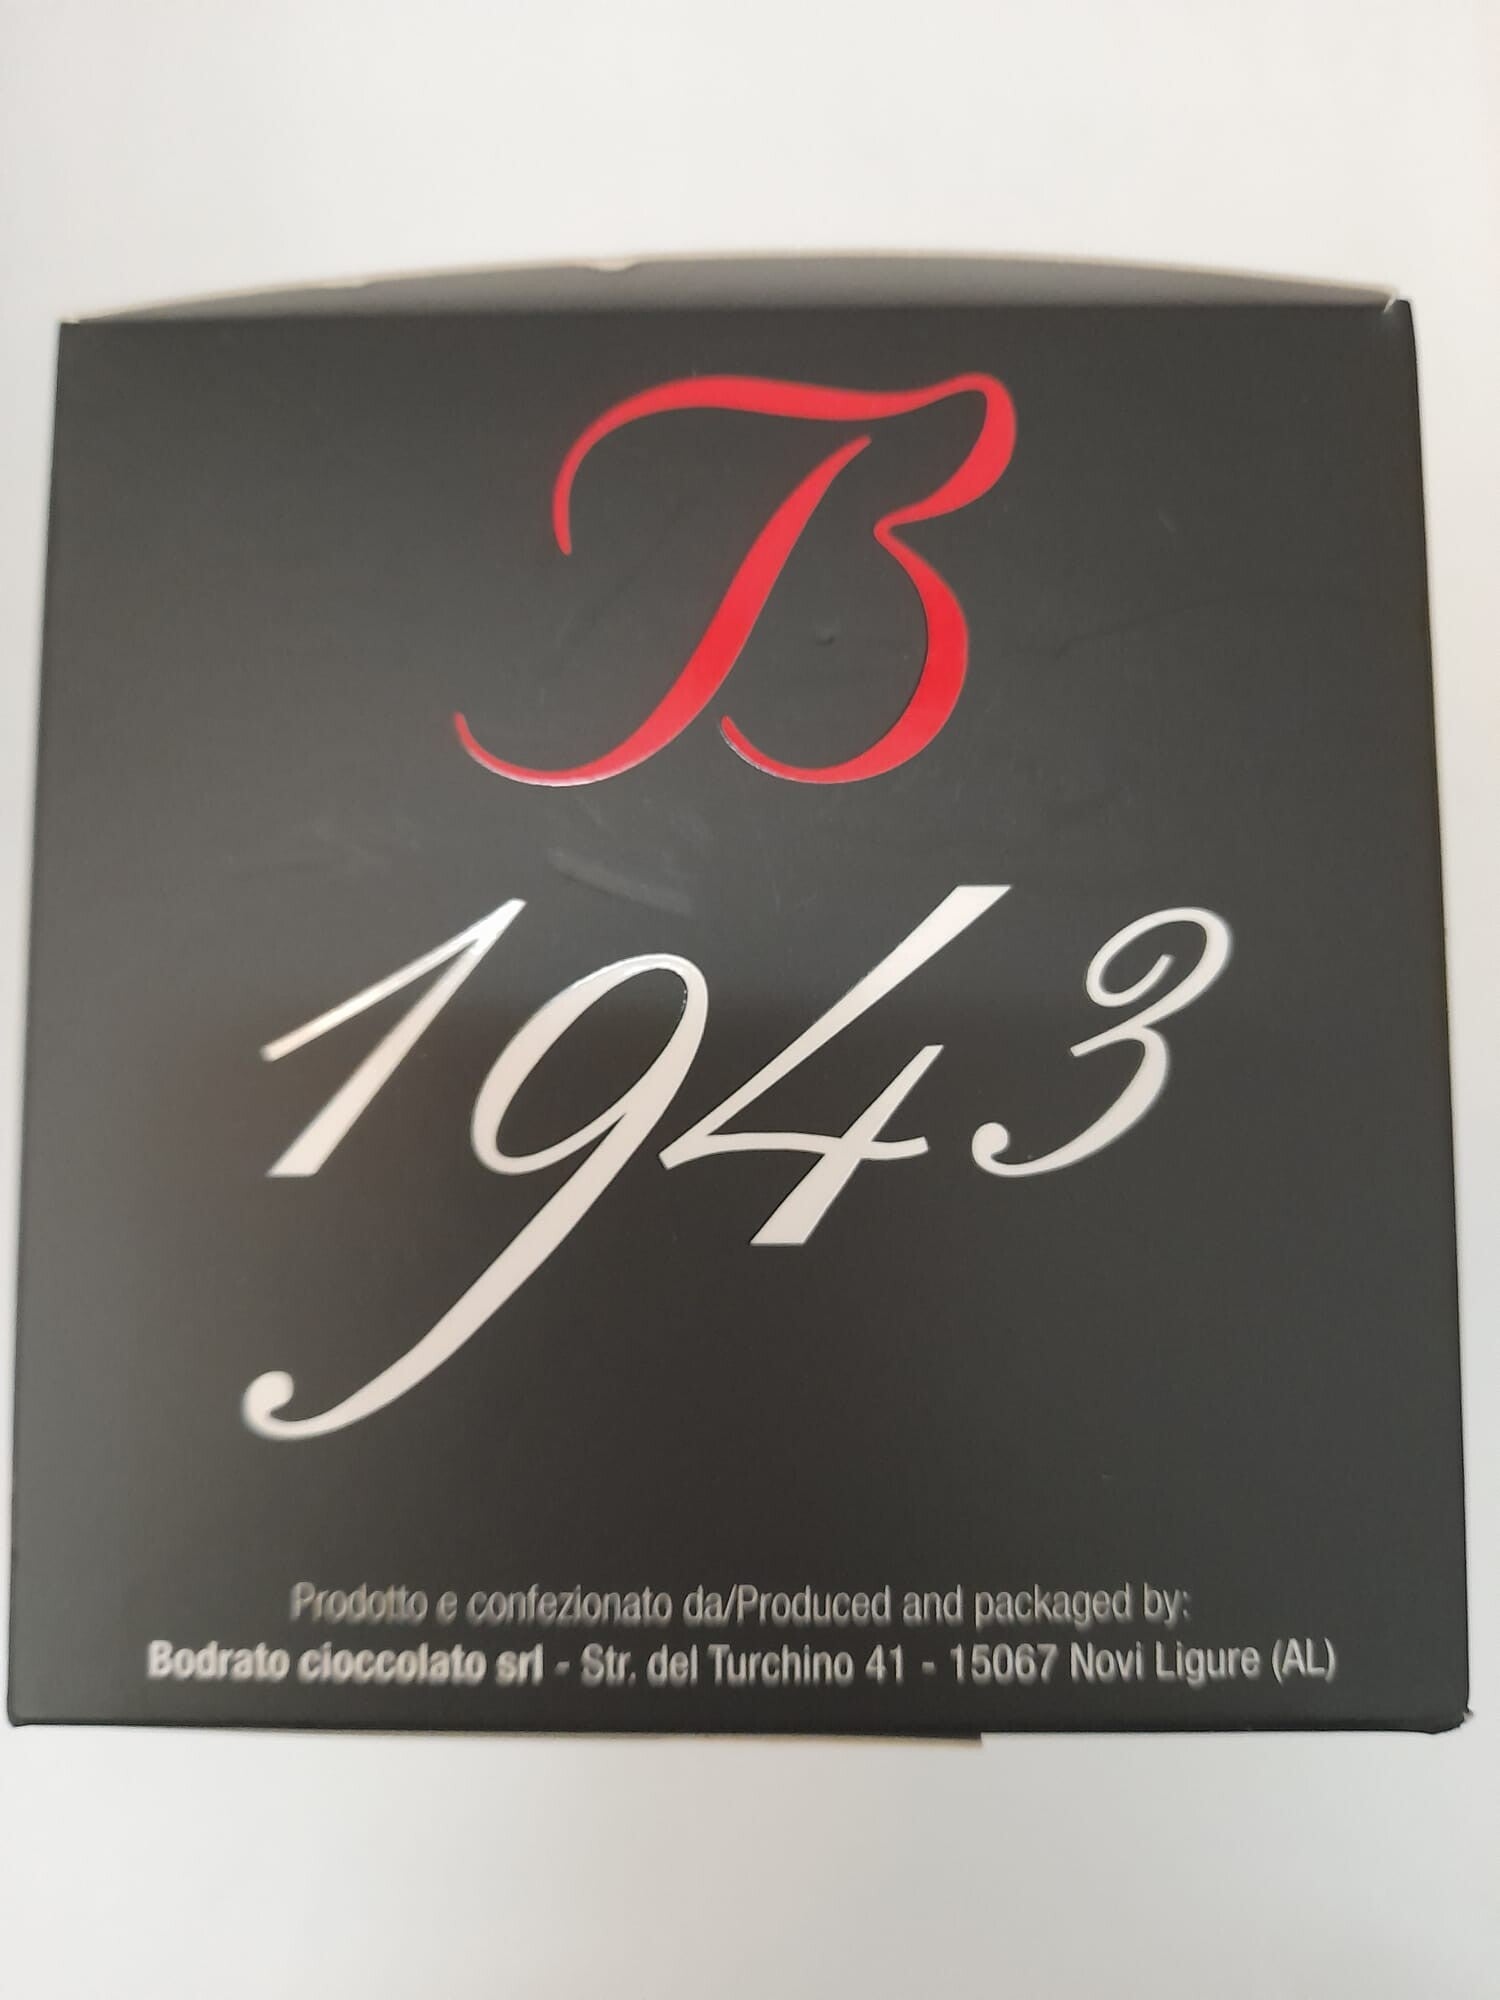 B
1943
Prodotto e confezionato da/Produced and packaged by:
Bodrato cioccolato srl - Str. del Turchino 41 - 15067 Novi Ligure (AL)